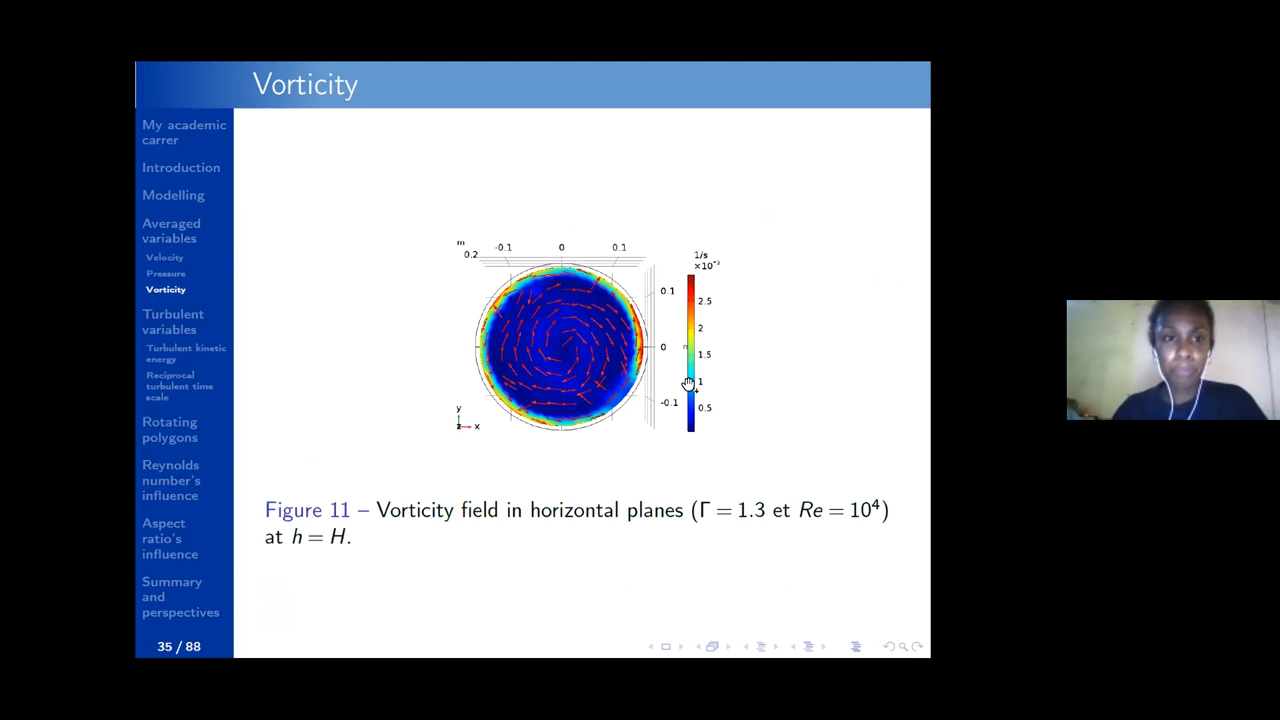 Vorticity
My academic
carrer
Introduction
Modelling
Averaged
variables
Velocity
Pressure
Vorticity
Turbulent
variables
Turbulent kinetic
energy
Reciprocal
turbulent time
scale
Rotating
polygons
Reynolds
number's
influence
Aspect
ratio's
influence
Summary
and
perspectives
35 / 88
m
0.2
-0.1 0 0.1
0.1
0
-0.1
y
z x
1/s
2.5
2
1.5
1
0.5
Figure 11 – Vorticity field in horizontal planes (Γ = 1.3 et Re = 10⁴)
at h = H.